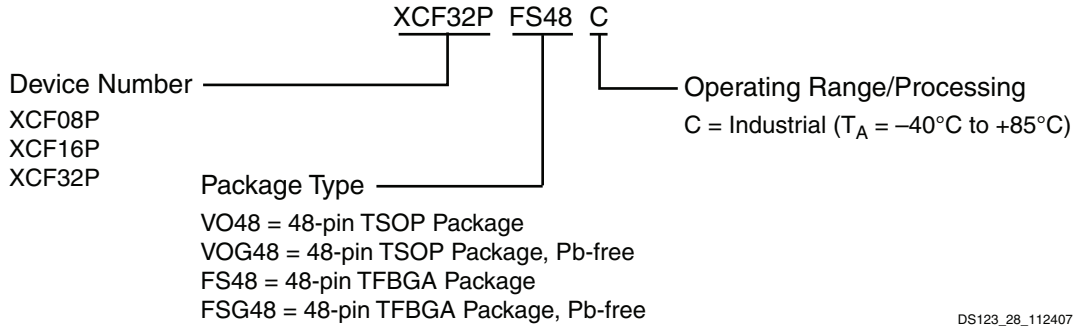 XCF32P FS48 C
Device Number
XCF08P
XCF16P
XCF32P
Package Type
VO48 = 48-pin TSOP Package
VOG48 = 48-pin TSOP Package, Pb-free
FS48 = 48-pin TFBGA Package
FSG48 = 48-pin TFBGA Package, Pb-free
Operating Range/Processing
C = Industrial (TA = –40°C to +85°C)
DS123_28_112407